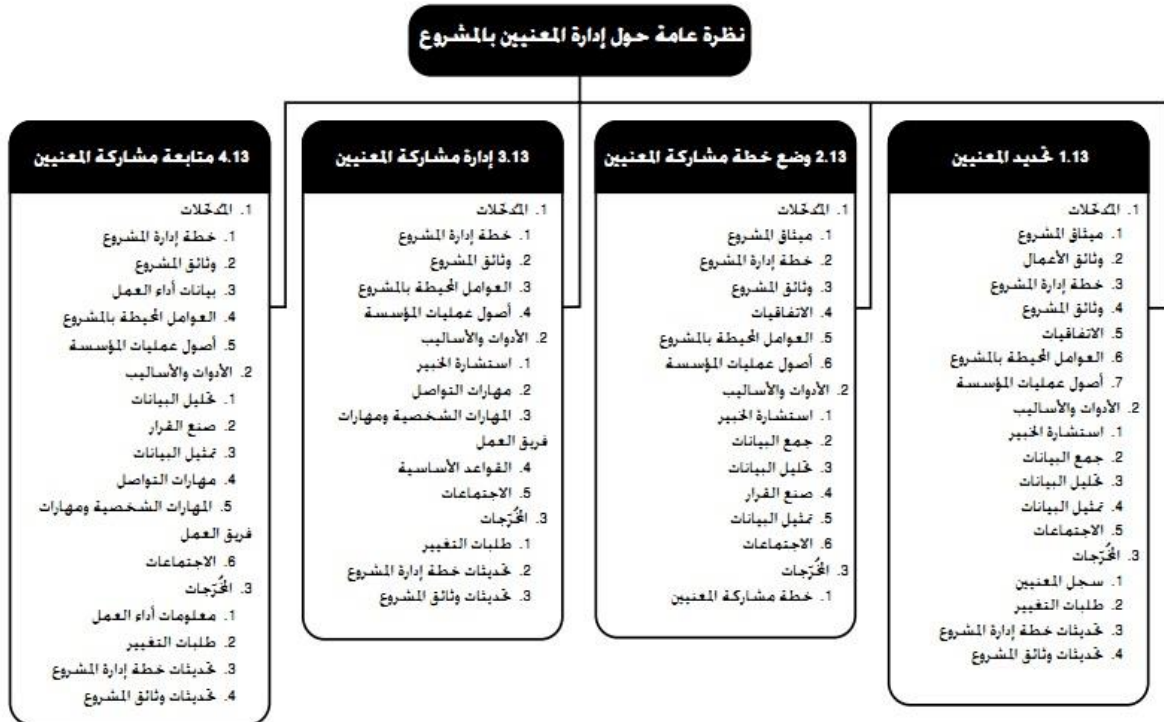 نظرة عامة حول إدارة المعنيين بالمشروع
1.13 تحديد المعنيين
1. المدخلات
1. ميثاق المشروع
2. وثائق الأعمال
3. خطة إدارة المشروع
4. وثائق المشروع
5. الاتفاقيات
6. العوامل المحيطة بالمشروع
7. أصول عمليات المؤسسة
2. الأدوات والأساليب
1. استشارة الخبير
2. جمع البيانات
3. تحليل البيانات
4. تمثيل البيانات
5. الاجتماعات
3. المُخرَجات
1. سجل المعنيين
2. طلبات التغيير
3. تحديثات خطة إدارة المشروع
4. تحديثات وثائق المشروع
2.13 وضع خطة مشاركة المعنيين
1. المدخلات
1. ميثاق المشروع
2. خطة إدارة المشروع
3. وثائق المشروع
4. الاتفاقيات
5. العوامل المحيطة بالمشروع
6. أصول عمليات المؤسسة
2. الأدوات والأساليب
1. استشارة الخبير
2. جمع البيانات
3. تحليل البيانات
4. صنع القرار
5. تمثيل البيانات
6. الاجتماعات
3. المُخرَجات
1. خطة مشاركة المعنيين
3.13 إدارة مشاركة المعنيين
1. المدخلات
1. خطة إدارة المشروع
2. وثائق المشروع
3. العوامل المحيطة بالمشروع
4. أصول عمليات المؤسسة
2. الأدوات والأساليب
1. استشارة الخبير
2. مهارات التواصل
3. المهارات الشخصية ومهارات
فريق العمل
4. القواعد الأساسية
5. الاجتماعات
3. المُخرَجات
1. طلبات التغيير
2. تحديثات خطة إدارة المشروع
3. تحديثات وثائق المشروع
4.13 متابعة مشاركة المعنيين
1. المدخلات
1. خطة إدارة المشروع
2. وثائق المشروع
3. بيانات أداء العمل
4. العوامل المحيطة بالمشروع
5. أصول عمليات المؤسسة
2. الأدوات والأساليب
1. تحليل البيانات
2. صنع القرار
3. تمثيل البيانات
4. مهارات التواصل
5. المهارات الشخصية ومهارات
فريق العمل
6. الاجتماعات
3. المُخرَجات
1. معلومات أداء العمل
2. طلبات التغيير
3. تحديثات خطة إدارة المشروع
4. تحديثات وثائق المشروع